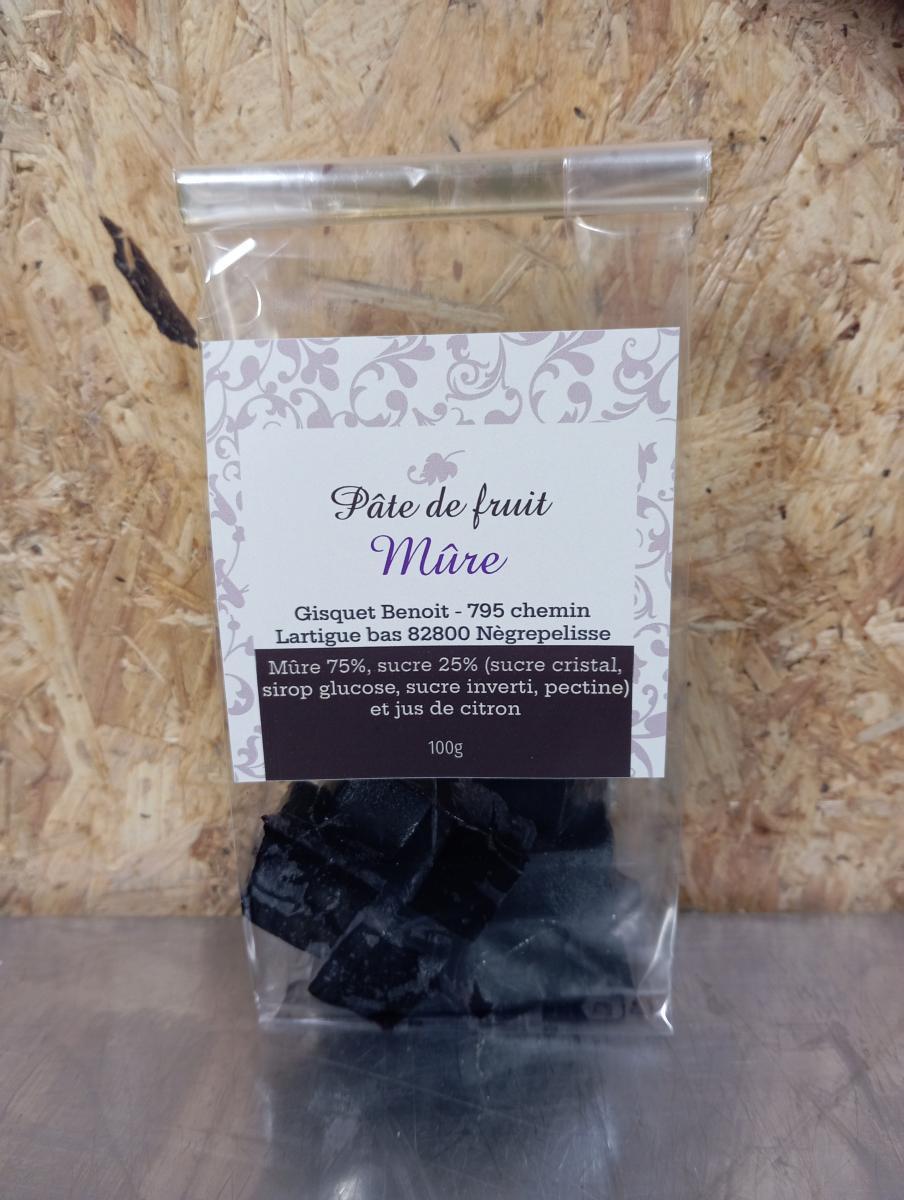 Pâte de fruit
Mûre
Gisquet Benoit - 795 chemin
Lartigue bas 82800 Nègrepelisse
Mûre 75%, sucre 25% (sucre cristal,
sirop glucose, sucre inverti, pectine)
et jus de citron
100g